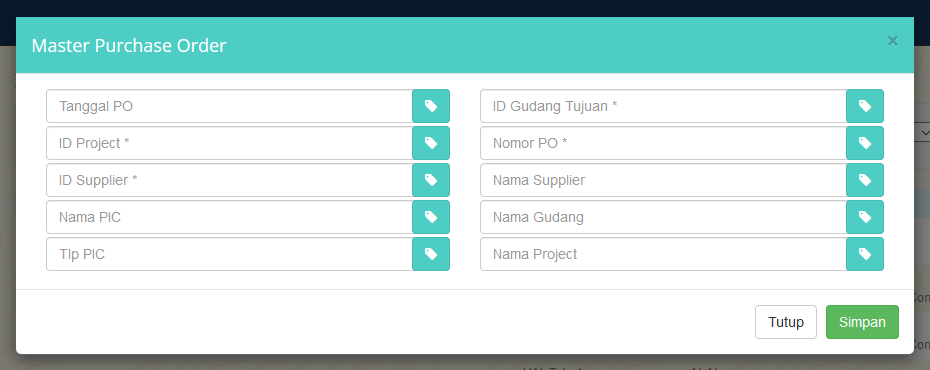 Master Purchase Order
×
Tanggal PO
ID Gudang Tujuan *
ID Project *
Nomor PO *
ID Supplier *
Nama Supplier
Nama PIC
Nama Gudang
Tlp PIC
Nama Project
Tutup
Simpan